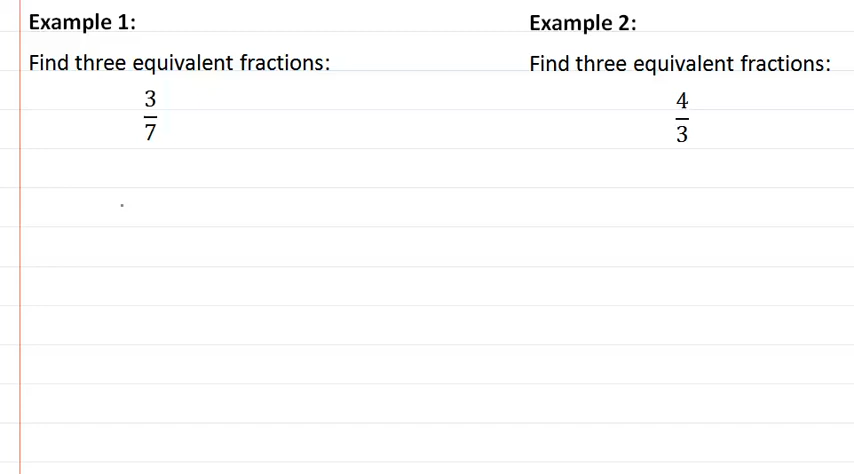 Example 1:
Find three equivalent fractions:
3
7
Example 2:
Find three equivalent fractions:
4
3